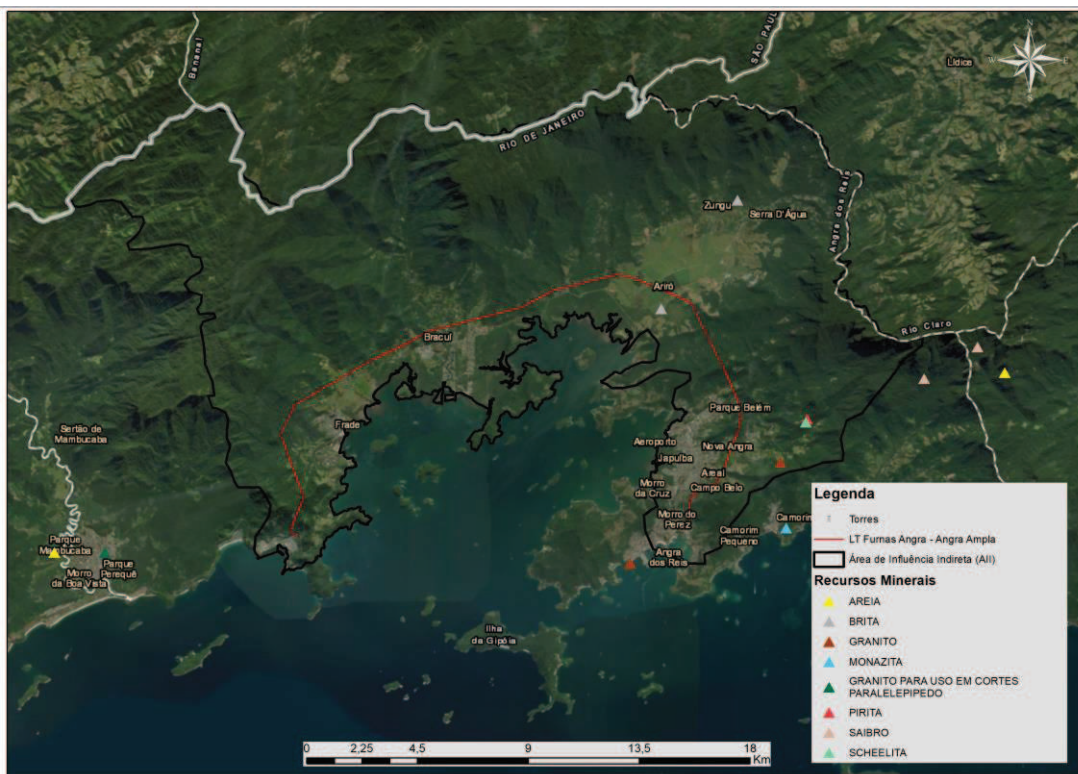 Bananal
SÃO PAUL
Lídice
N
W
E
S
RIO DE JANEIRO
Angra dos Reis
Zungu
Serra D'Água
Ariró
Rio Claro
Bracuí
Parque Belém
Frade
Sertão de
Mambucaba
Aeroporto
Nova Angra
Japuíba
Areal
Morro
da Cruz
Campo Belo
Morro do
Perez
Camorim
Camorim
Pequeno
Angra
dos Reis
Parque
Mambucaba
Morro
da Boa Vista
Parque
Perequê
Ilha
da Gipóia
Legenda
Torres
LT Furnas Angra - Angra Ampla
Área de Influência Indireta (AII)
Recursos Minerais
AREIA
BRITA
GRANITO
MONAZITA
GRANITO PARA USO EM CORTES
PARALELEPIPEDO
PIRITA
SAIBRO
SCHEELITA
0 2,25 4,5 9 13,5 18
Km